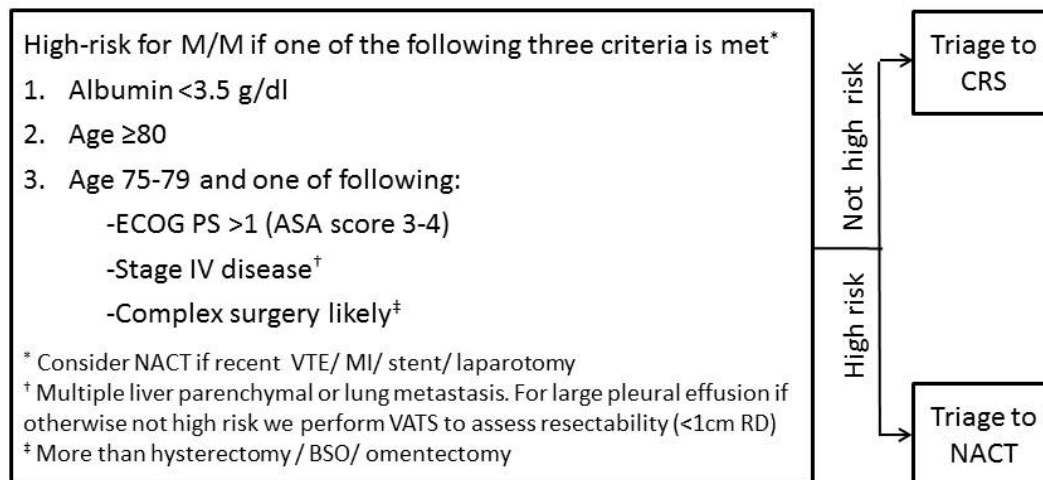 High-risk for M/M if one of the following three criteria is met*
1. Albumin <3.5 g/dl
2. Age ≥80
3. Age 75-79 and one of following:
-ECOG PS >1 (ASA score 3-4)
-Stage IV disease†
-Complex surgery likely‡
* Consider NACT if recent VTE/ MI/ stent/ laparotomy
† Multiple liver parenchymal or lung metastasis. For large pleural effusion if
otherwise not high risk we perform VATS to assess resectability (<1cm RD)
‡ More than hysterectomy / BSO/ omentectomy
Not high risk
High risk
Triage to
CRS
Triage to
NACT